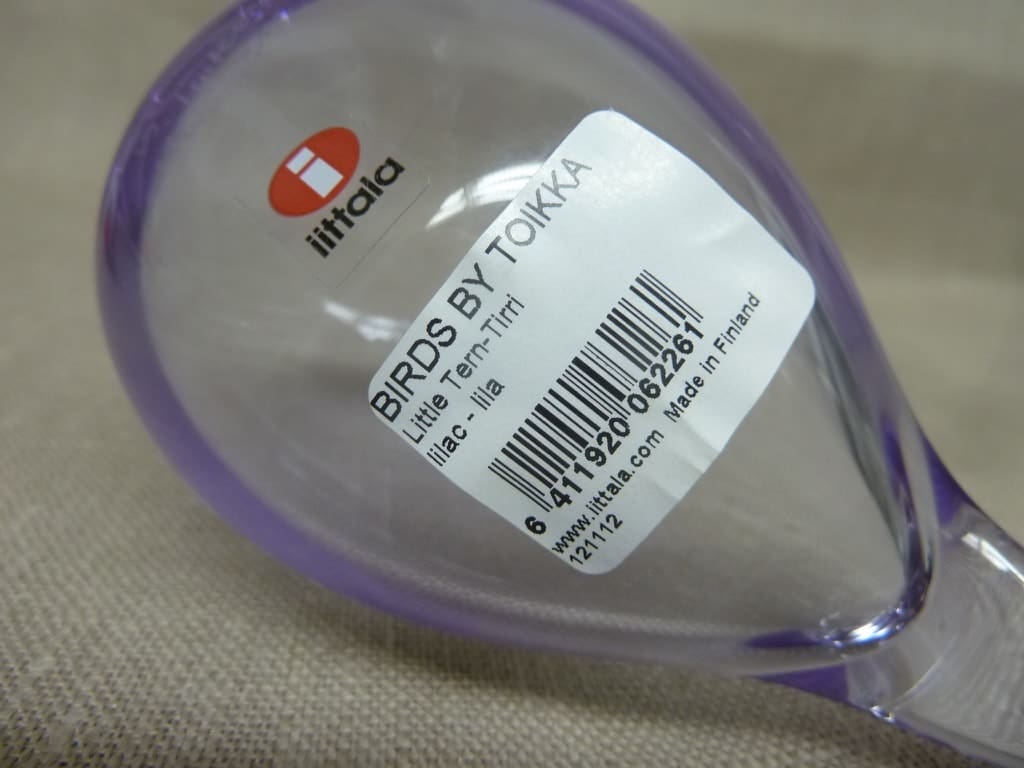 i
iittala
BIRDS BY TOIKKA
Little Tern-Tirri
lilac - lila
6 411920 062261
www.iittala.com Made in Finland
121112